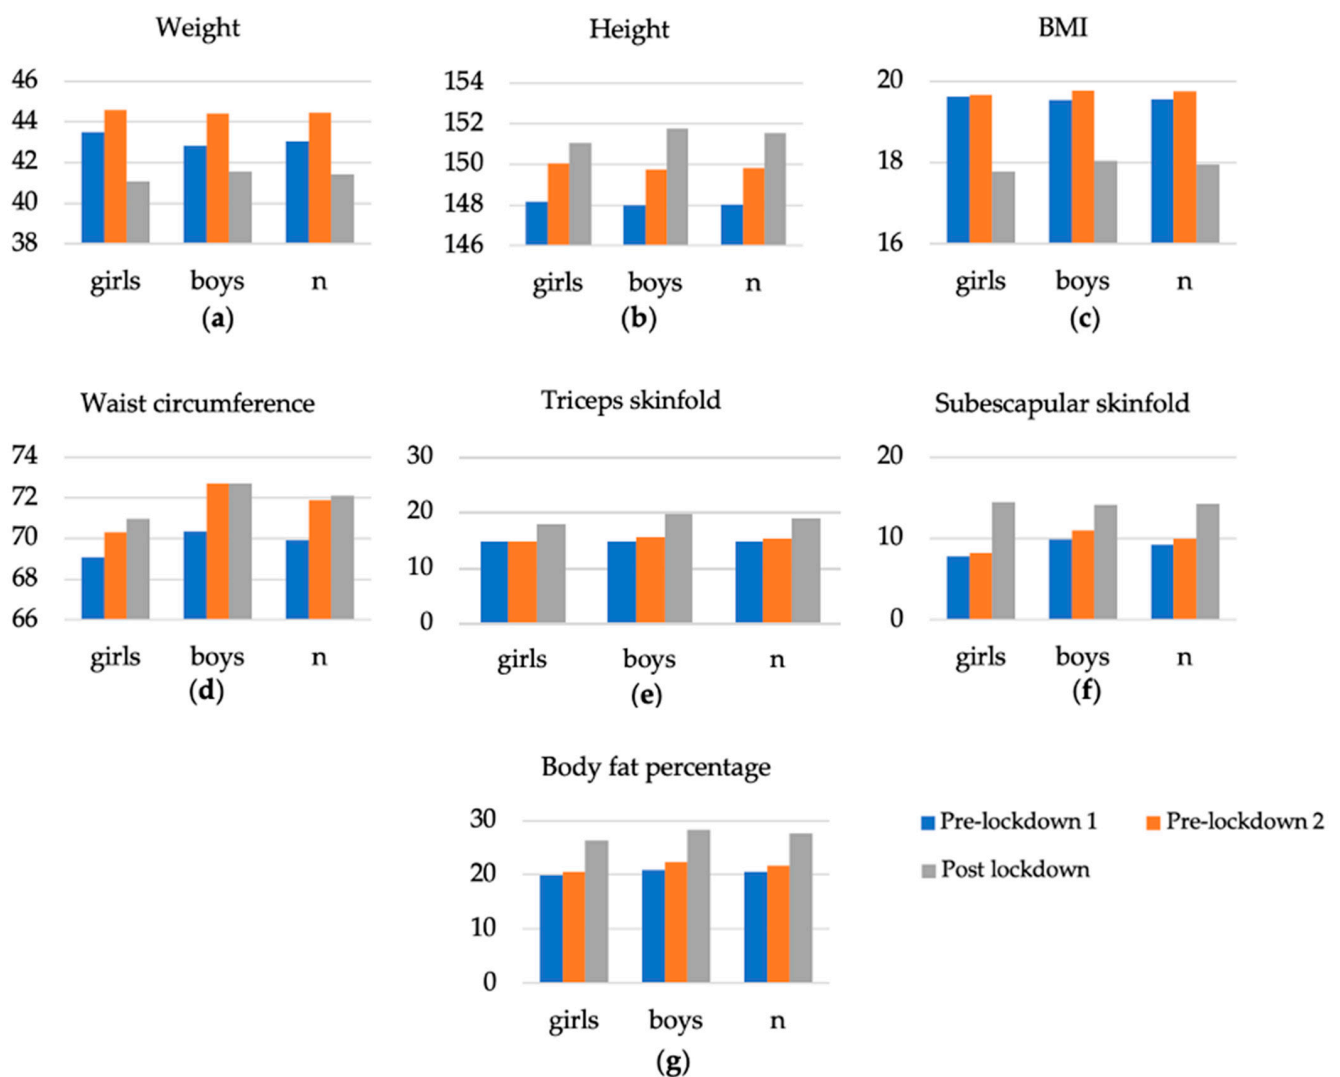 Weight
46
44
42
40
38
girls boys n
(a)
Height
154
152
150
148
146
girls boys n
(b)
BMI
20
18
16
girls boys n
(c)
Waist circumference
74
72
70
68
66
girls boys n
(d)
Triceps skinfold
30
20
10
0
girls boys n
(e)
Subescapular skinfold
20
10
0
girls boys n
(f)
Body fat percentage
30
20
10
0
girls boys n
(g)
Pre-lockdown 1 Pre-lockdown 2
Post lockdown